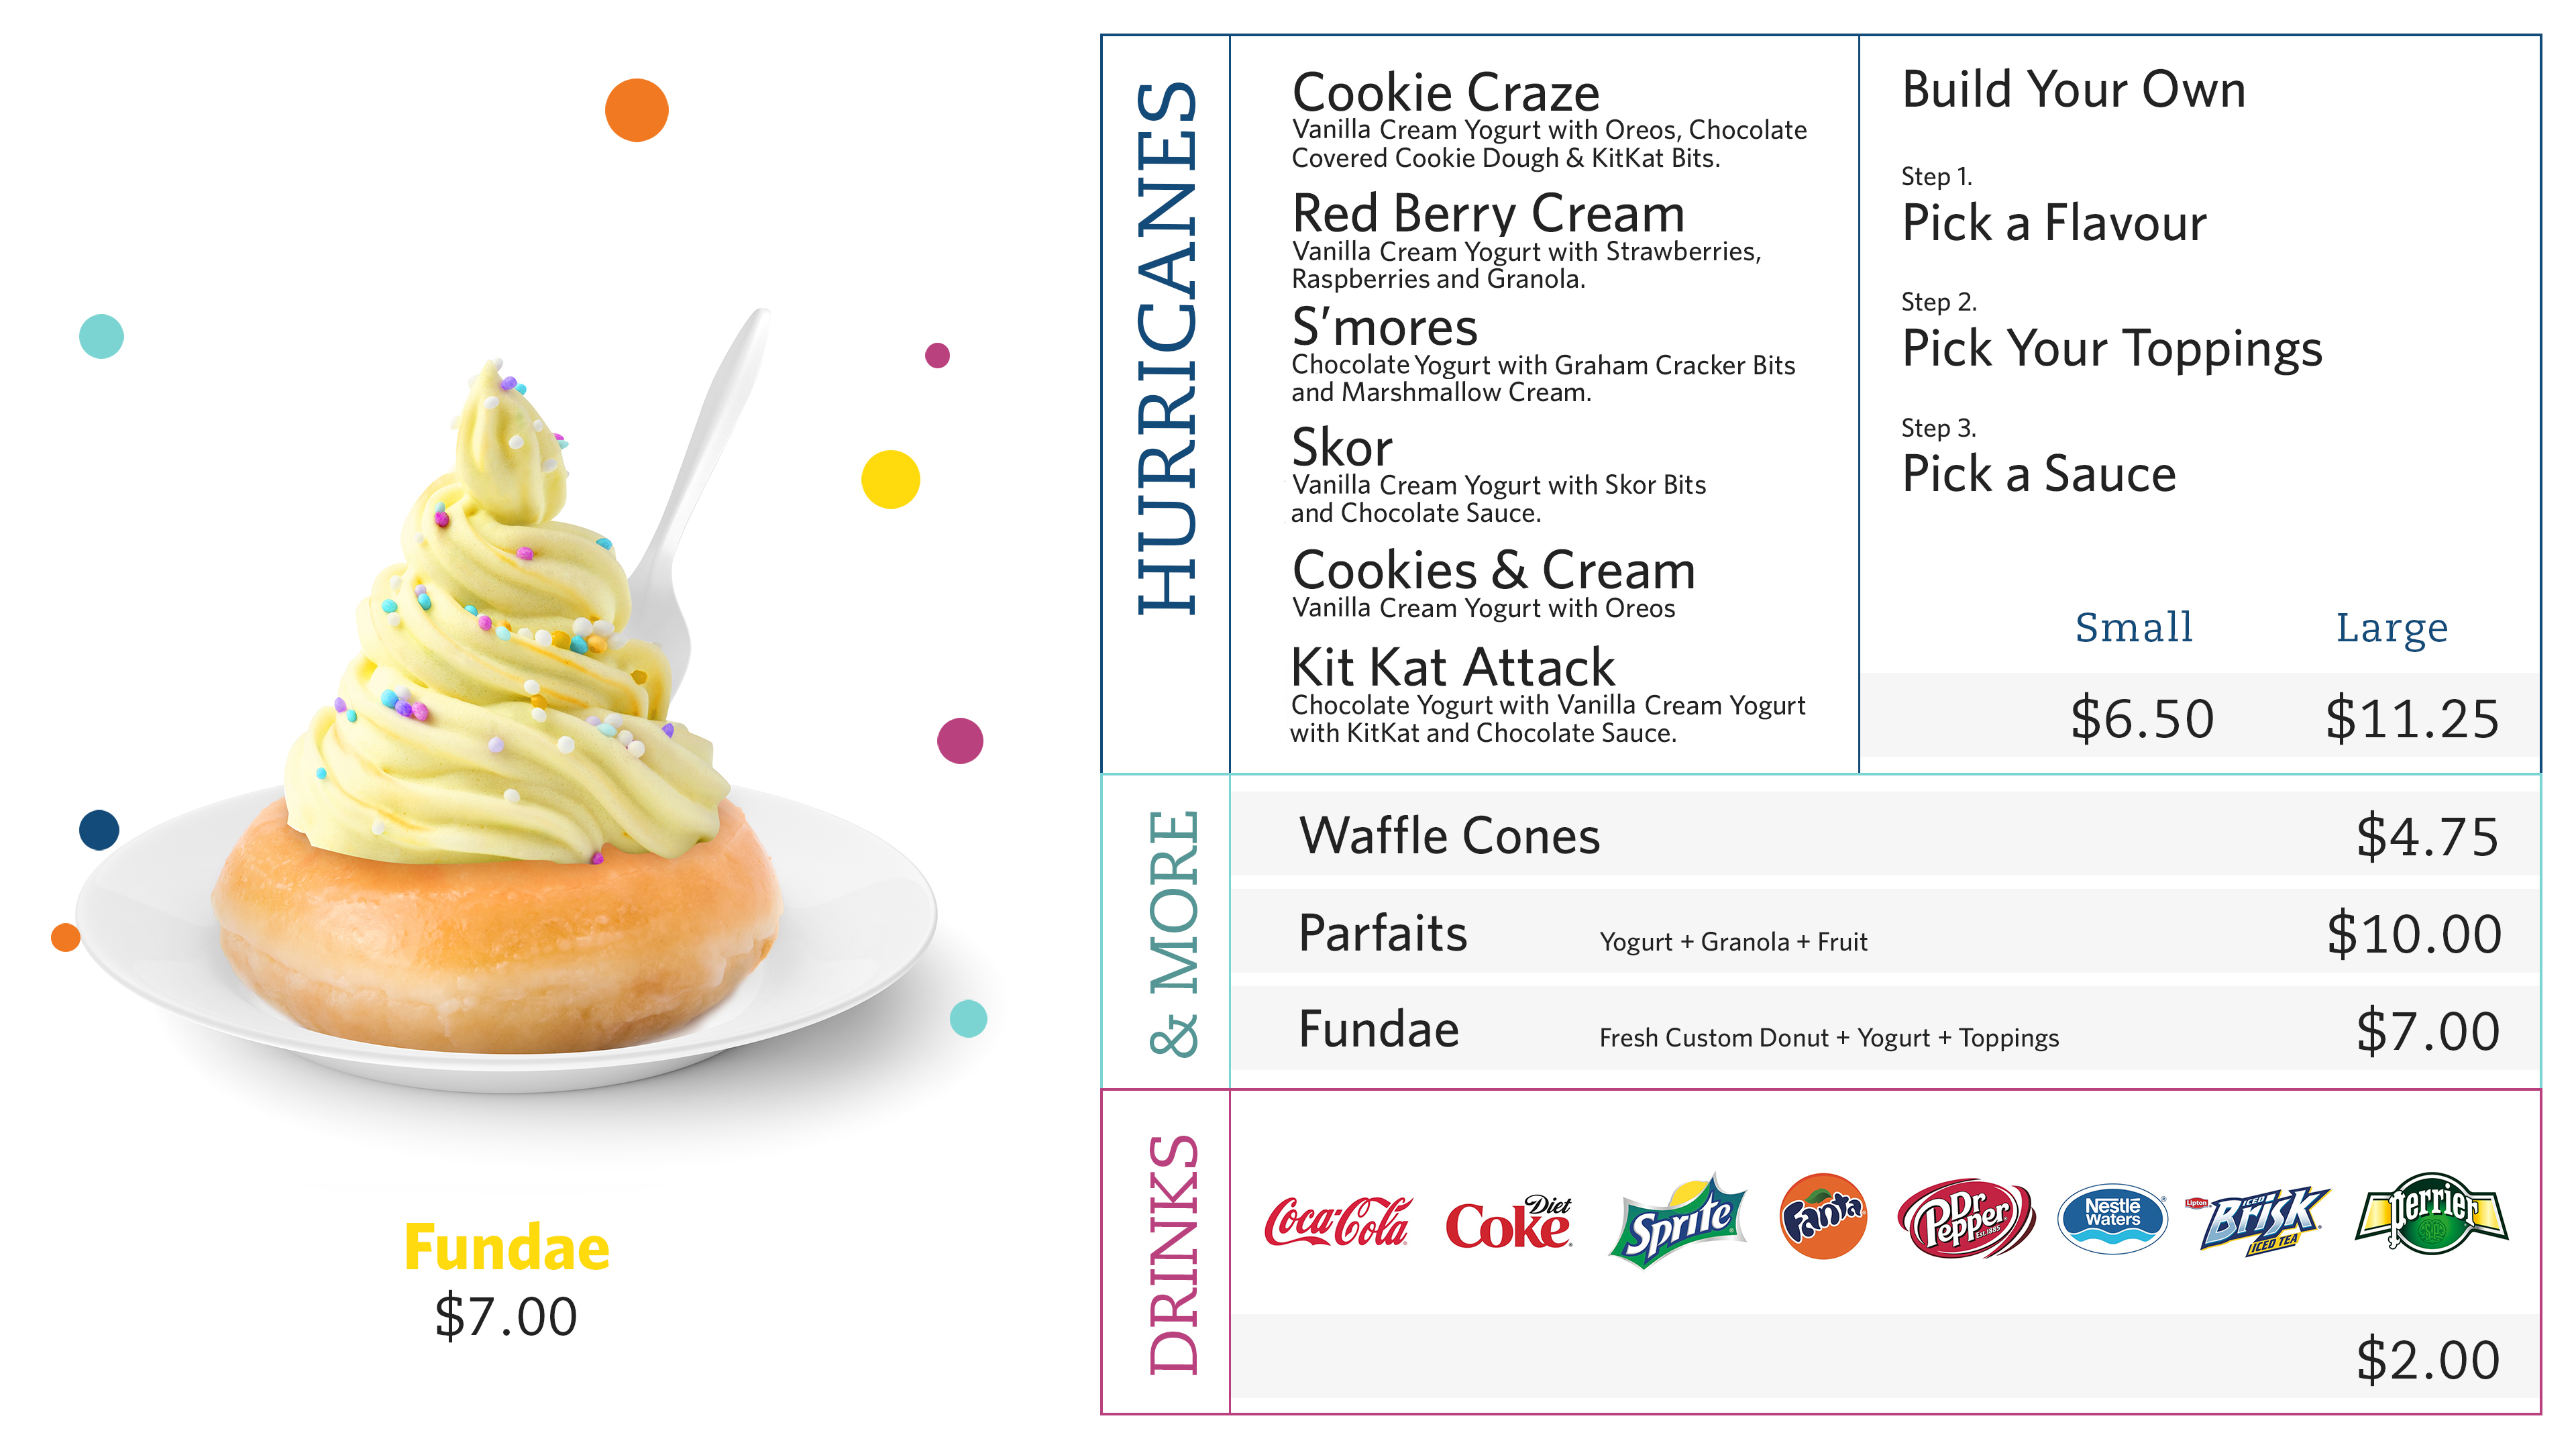 HURRICANES
Cookie Craze
Vanilla Cream Yogurt with Oreos, Chocolate
Covered Cookie Dough & KitKat Bits.
Red Berry Cream
Vanilla Cream Yogurt with Strawberries,
Raspberries and Granola.
S'mores
Chocolate Yogurt with Graham Cracker Bits
and Marshmallow Cream.
Skor
Vanilla Cream Yogurt with Skor Bits
and Chocolate Sauce.
Cookies & Cream
Vanilla Cream Yogurt with Oreos
Kit Kat Attack
Chocolate Yogurt with Vanilla Cream Yogurt
with KitKat and Chocolate Sauce.
Build Your Own
Step 1.
Pick a Flavour
Step 2.
Pick Your Toppings
Step 3.
Pick a Sauce
Small Large
$6.50 $11.25
& MORE
Waffle Cones $4.75
Parfaits Yogurt + Granola + Fruit $10.00
Fundae Fresh Custom Donut + Yogurt + Toppings $7.00
DRINKS
Coca-Cola
Diet
Coke
Sprite
Fanta
Dr
Pepper
Est. 1885
Nestlé
Waters
Lipton
ICED
BRISK
ICED TEA
perrier
$2.00
Fundae
$7.00